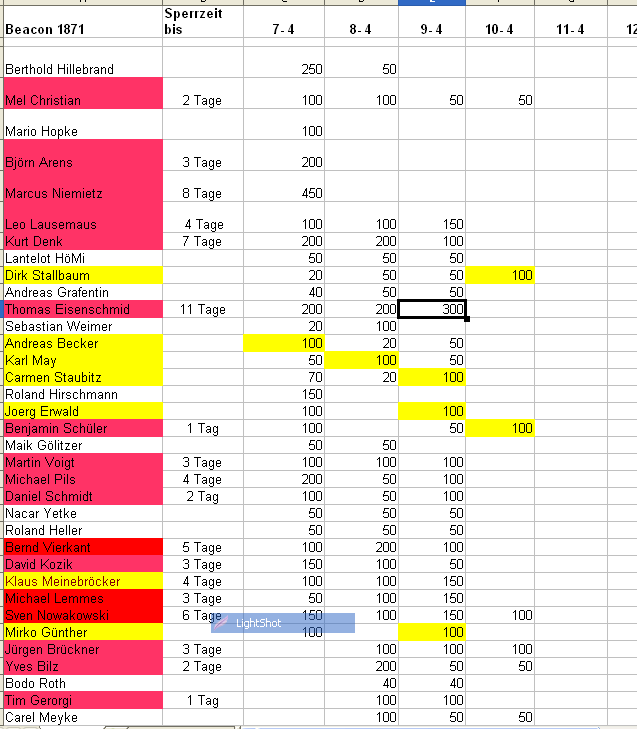 Sperrzeit
Beacon 1871 bis 7-4 8-4 9-4 10-4 11-4 12
Berthold Hillebrand 250 50
Mel Christian 2 Tage 100 100 50 50
Mario Hopke 100
Björn Arens 3 Tage 200
Marcus Niemietz 8 Tage 450
Leo Lausemaus 4 Tage 100 100 150
Kurt Denk 7 Tage 200 200 100
Lantelot HöMi 50 50 50
Dirk Stallbaum 20 50 50 100
Andreas Grafentin 40 50 50
Thomas Eisenschmid 11 Tage 200 200 300
Sebastian Weimer 20 100
Andreas Becker 100 20 50
Karl May 50 100 50
Carmen Staubitz 70 20 100
Roland Hirschmann 150
Joerg Erwald 100 100
Benjamin Schüler 1 Tag 100 50 100
Maik Gölitzer 50 50
Martin Voigt 3 Tage 100 100 100
Michael Pils 4 Tage 200 50 100
Daniel Schmidt 2 Tag 100 50 100
Nacar Yetke 50 50 50
Roland Heller 50 50 50
Bernd Vierkant 5 Tage 100 200 100
David Kozik 3 Tage 150 100 50
Klaus Meinebröcker 4 Tage 100 100 150
Michael Lemmes 3 Tage 50 100 150
Sven Nowakowski 6 Tage 150 100 150 100
LightShot
Mirko Günther 100 100
Jürgen Brückner 3 Tage 100 100 100
Yves Bilz 2 Tage 200 50 50
Bodo Roth 40 40
Tim Gerorgi 1 Tag 100 50
Carel Meyke 100 50 50